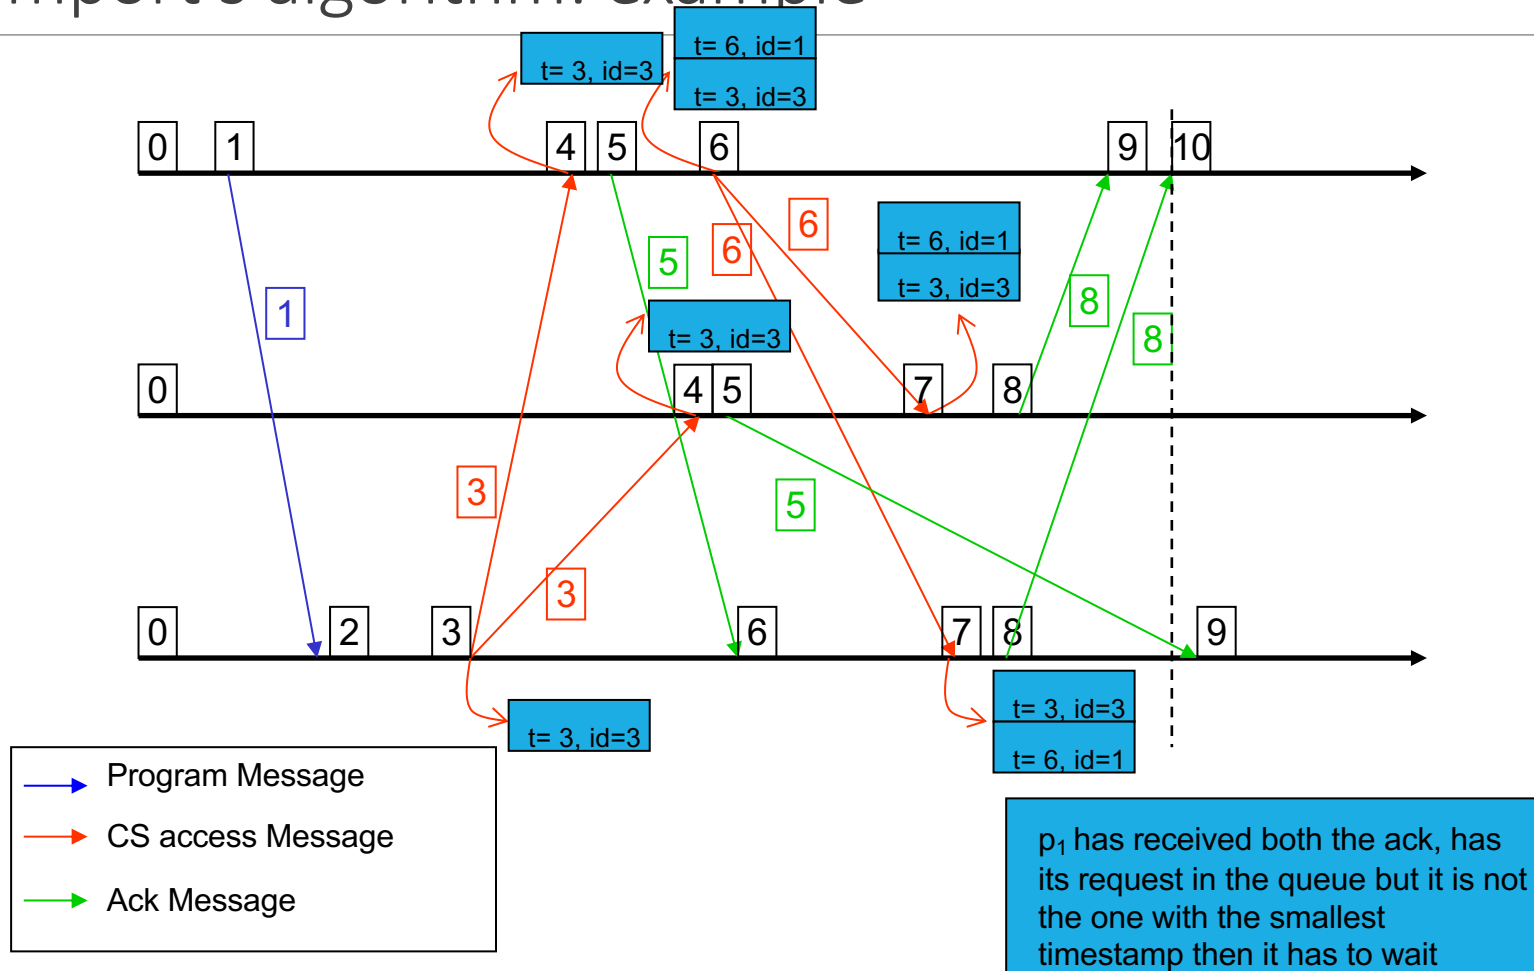 algorithm: example
t= 6, id=1
t= 3, id=3
t= 3, id=3
0
1
4
5
6
9
10
6
6
5
t= 6, id=1
t= 3, id=3
1
8
8
t= 3, id=3
0
4
5
7
8
3
5
3
0
2
3
6
7
8
9
t= 3, id=3
t= 3, id=3
t= 6, id=1
Program Message
CS access Message
Ack Message
p1 has received both the ack, has
its request in the queue but it is not
the one with the smallest
timestamp then it has to wait